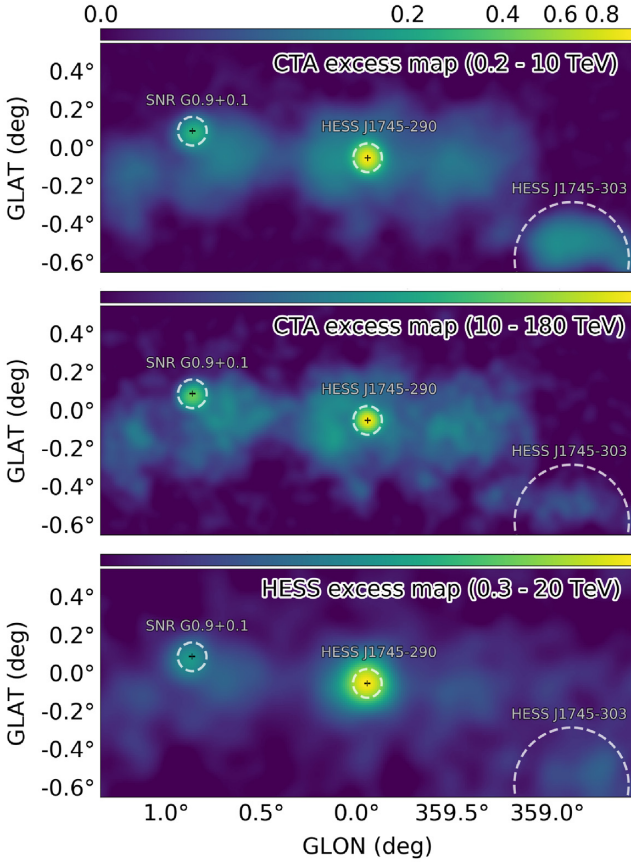 0.0 0.2 0.4 0.6 0.8
CTA excess map (0.2 - 10 TeV)
SNR G0.9+0.1
HESS J1745-290
HESS J1745-303
0.4°
0.2°
0.0°
-0.2°
-0.4°
-0.6°
GLAT (deg)
CTA excess map (10 - 180 TeV)
SNR G0.9+0.1
HESS J1745-290
HESS J1745-303
0.4°
0.2°
0.0°
-0.2°
-0.4°
-0.6°
GLAT (deg)
HESS excess map (0.3 - 20 TeV)
SNR G0.9+0.1
HESS J1745-290
HESS J1745-303
0.4°
0.2°
0.0°
-0.2°
-0.4°
-0.6°
GLAT (deg)
1.0° 0.5° 0.0° 359.5° 359.0°
GLON (deg)